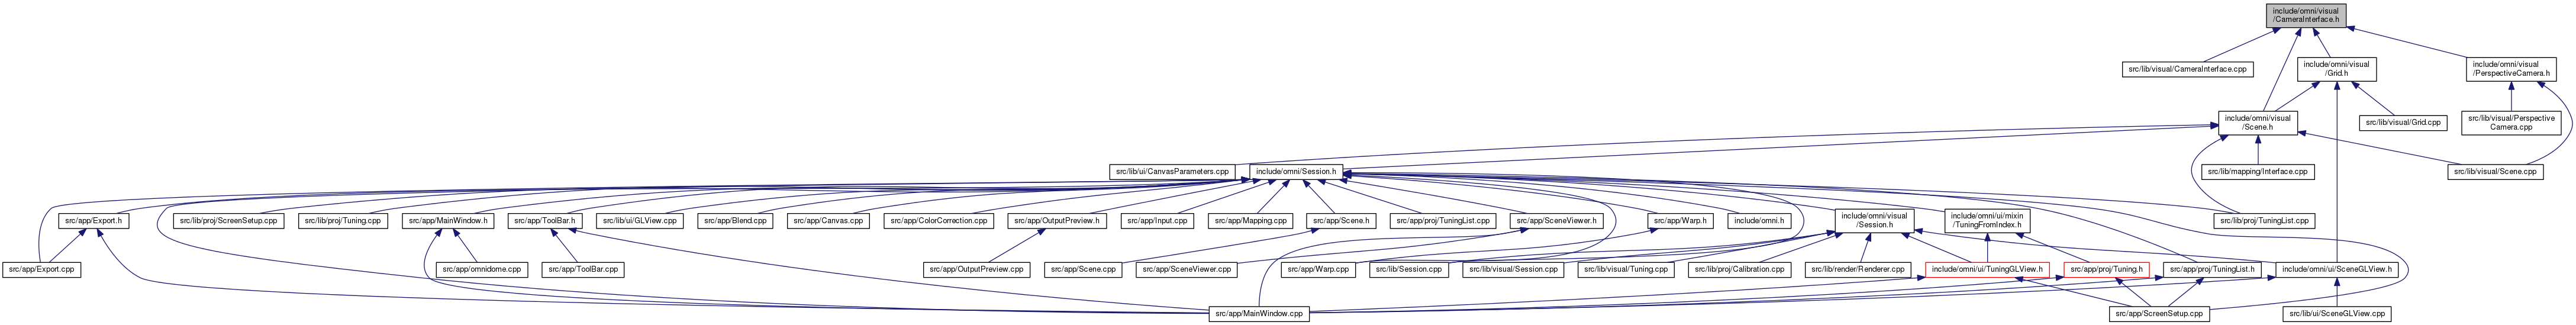 include/omni/visual
/CameraInterface.h
src/lib/visual/CameraInterface.cpp
include/omni/visual
/Grid.h
include/omni/visual
/PerspectiveCamera.h
include/omni/visual
/Scene.h
src/lib/visual/Grid.cpp
src/lib/visual/Perspective
Camera.cpp
src/lib/ui/CanvasParameters.cpp
include/omni/Session.h
src/lib/mapping/Interface.cpp
src/lib/visual/Scene.cpp
src/app/Export.h
src/lib/proj/ScreenSetup.cpp
src/lib/proj/Tuning.cpp
src/app/MainWindow.h
src/app/ToolBar.h
src/lib/ui/GLView.cpp
src/app/Blend.cpp
src/app/Canvas.cpp
src/app/ColorCorrection.cpp
src/app/OutputPreview.h
src/app/Input.cpp
src/app/Mapping.cpp
src/app/Scene.h
src/app/proj/TuningList.cpp
src/app/SceneViewer.h
src/app/Warp.h
include/omni.h
include/omni/visual
/Session.h
include/omni/ui/mixin
/TuningFromIndex.h
src/lib/proj/TuningList.cpp
src/app/Export.cpp
src/app/omnidome.cpp
src/app/ToolBar.cpp
src/app/OutputPreview.cpp
src/app/Scene.cpp
src/app/SceneViewer.cpp
src/app/Warp.cpp
src/lib/Session.cpp
src/lib/visual/Session.cpp
src/lib/visual/Tuning.cpp
src/lib/proj/Calibration.cpp
src/lib/render/Renderer.cpp
include/omni/ui/TuningGLView.h
src/app/proj/Tuning.h
src/app/proj/TuningList.h
include/omni/ui/SceneGLView.h
src/app/MainWindow.cpp
src/app/ScreenSetup.cpp
src/lib/ui/SceneGLView.cpp